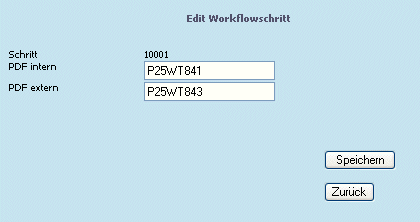 Edit Workflowschritt
Schritt 10001
PDF intern P25WT841
PDF extern P25WT843
Speichern
Zurück